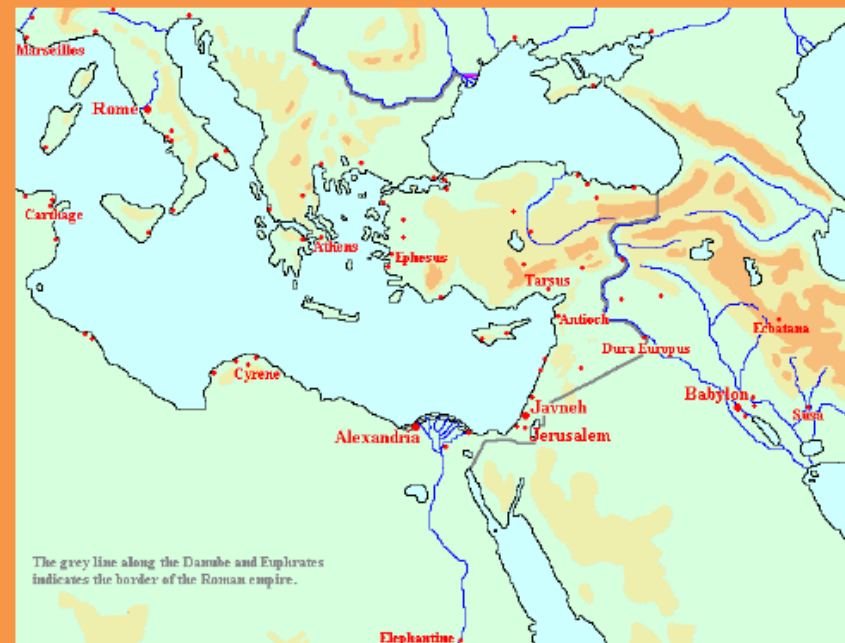 Marseilles
Rome
Carthage
Athens
Ephesus
Tarsus
Antioch
Ecbatana
Dura Europus
Cyrene
Babylon
Susa
Javneh
Alexandria
Jerusalem
The grey line along the Danube and Euphrates
indicates the border of the Roman empire.
Elephantine